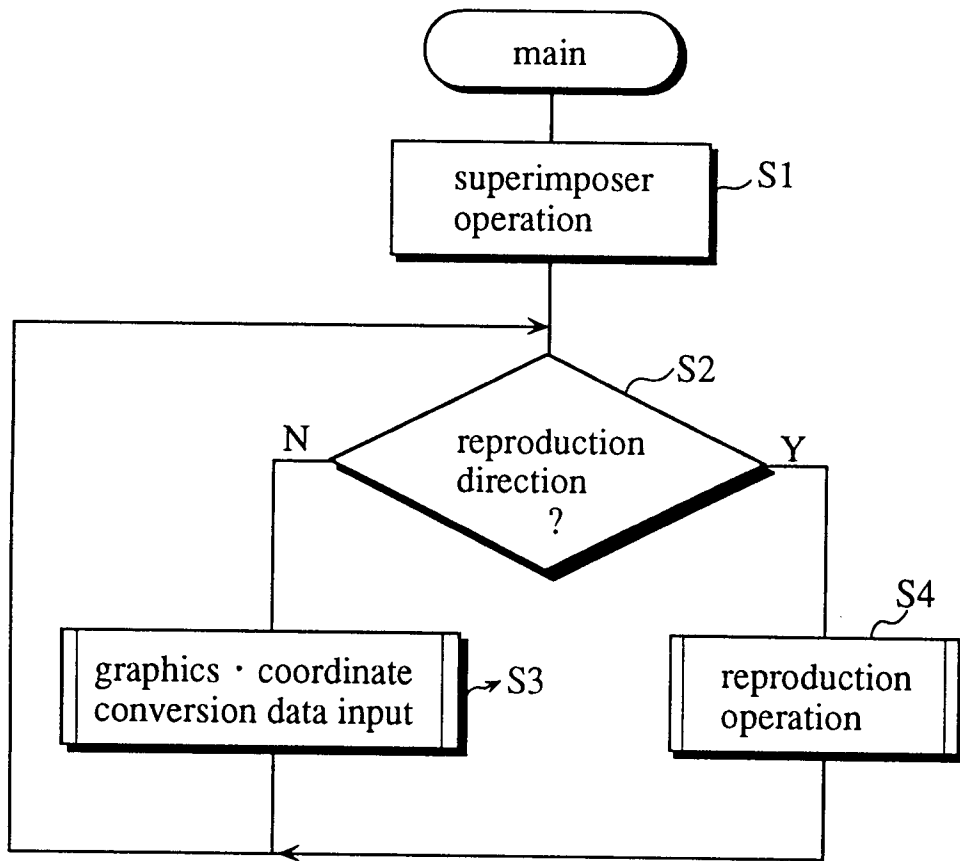 main
superimposer
operation
S1
S2
N
reproduction
direction
?
Y
S4
graphics・coordinate
conversion data input
S3
reproduction
operation